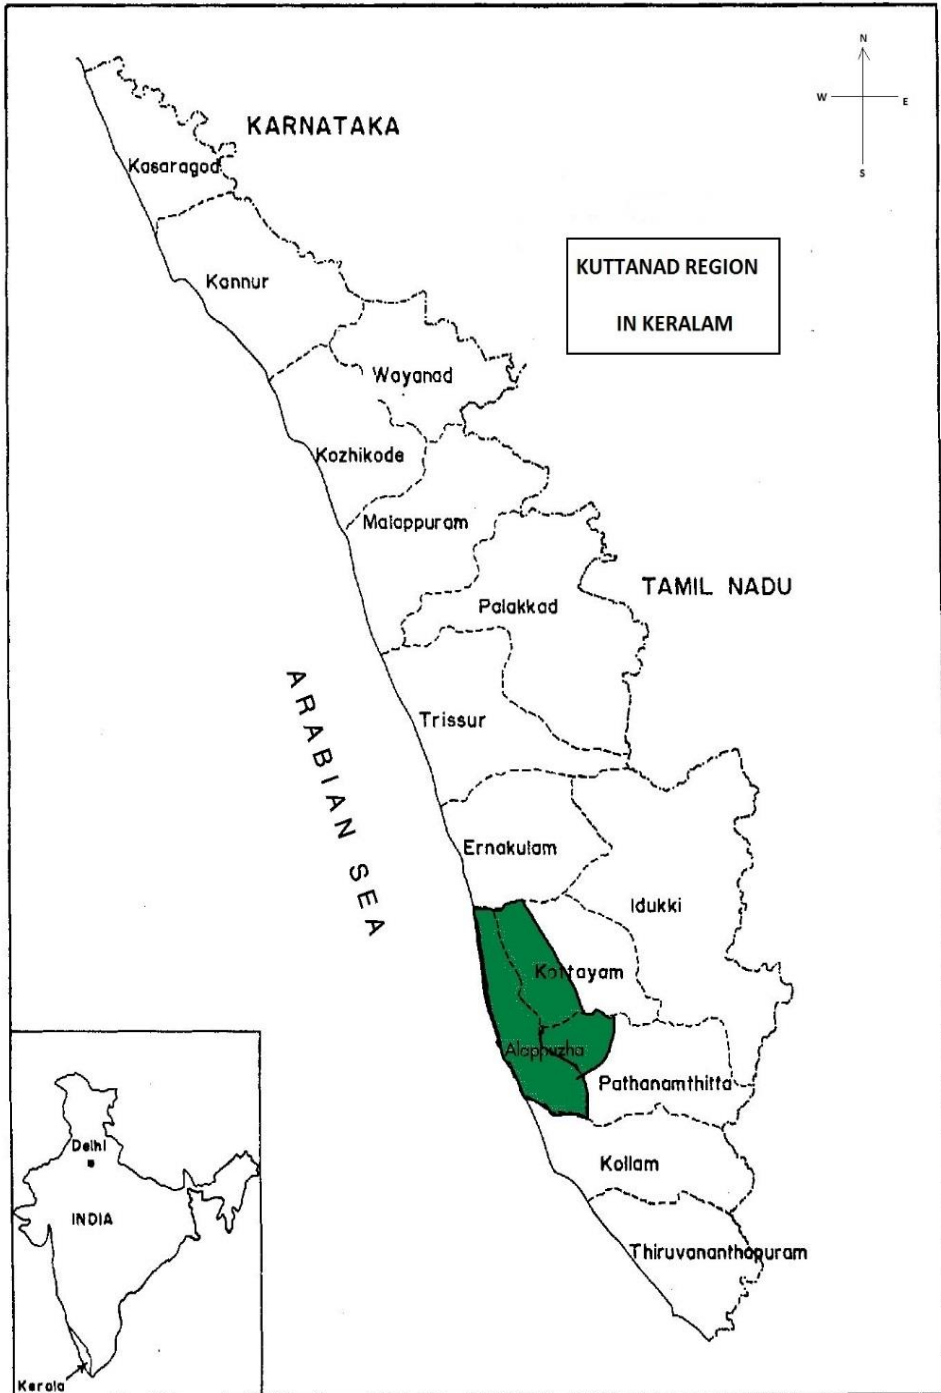 N
W
E
S
KARNATAKA
Kasaragod
KUTTANAD REGION
IN KERALAM
Kannur
Wayanad
Kozhikode
Malappuram
TAMIL NADU
Palakkad
ARABIAN SEA
Trissur
Ernakulam
Idukki
Kottayam
Alappuzha
Pathanamthitta
Kollam
Thiruvananthapuram
Delhi
INDIA
Kerala